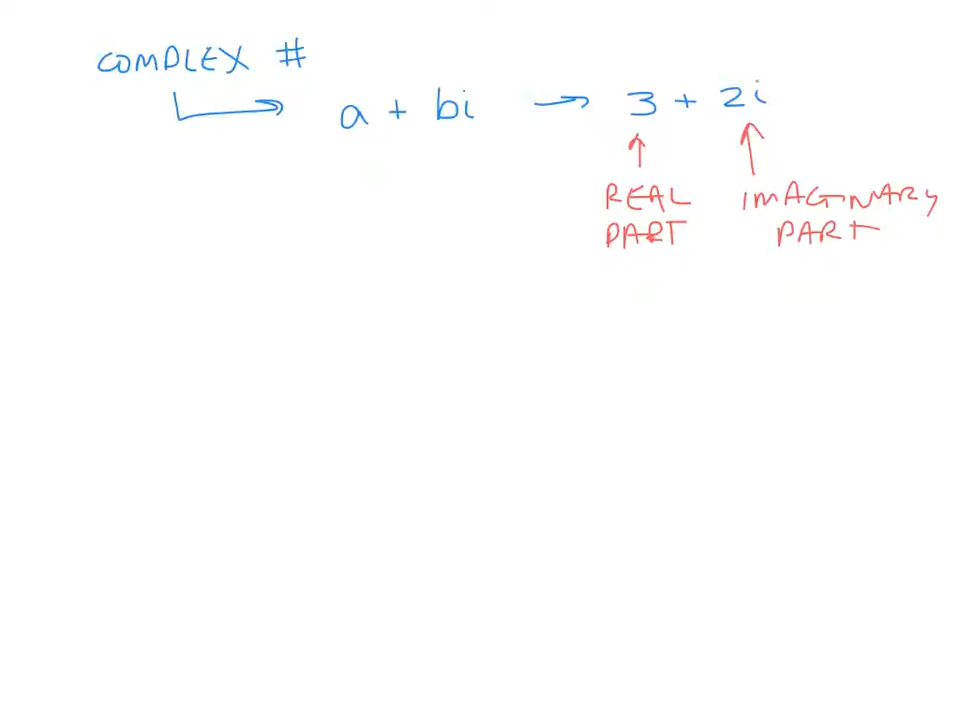 COMPLEX #
a + bi → 3 + 2i
REAL IMAGINARY
PART PART